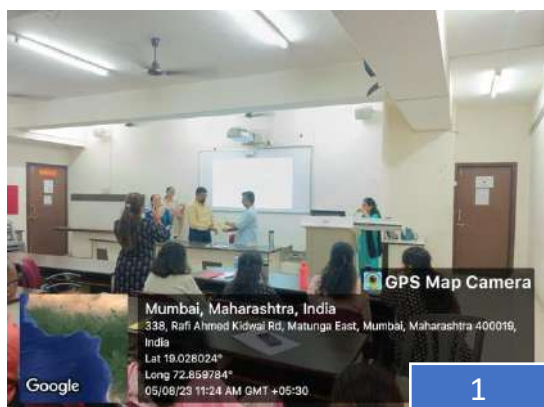 GPS Map Camera
Mumbai, Maharashtra, India
338, Rafi Ahmed Kidwai Rd, Matunga East, Mumbai, Maharashtra 400019,
India
Lat 19.028024°
Long 72.859784°
05/08/23 11:24 AM GMT +05:30
Google
1